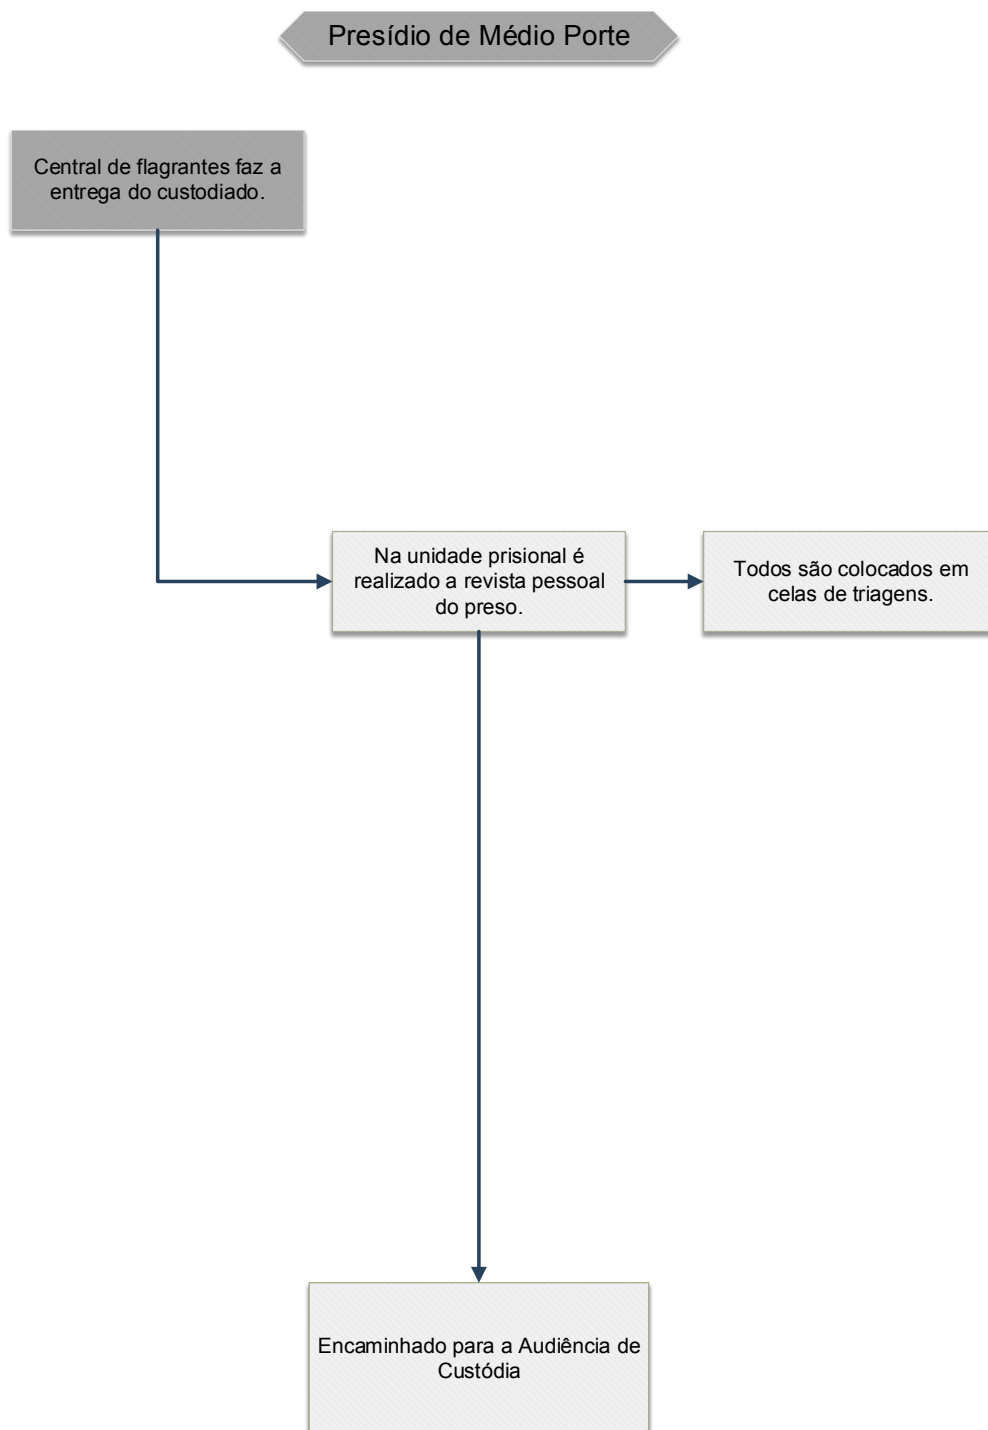 Presídio de Médio Porte
Central de flagrantes faz a
entrega do custodiado.
Na unidade prisional é
realizado a revista pessoal
do preso.
Todos são colocados em
celas de triagens.
Encaminhado para a Audiência de
Custódia